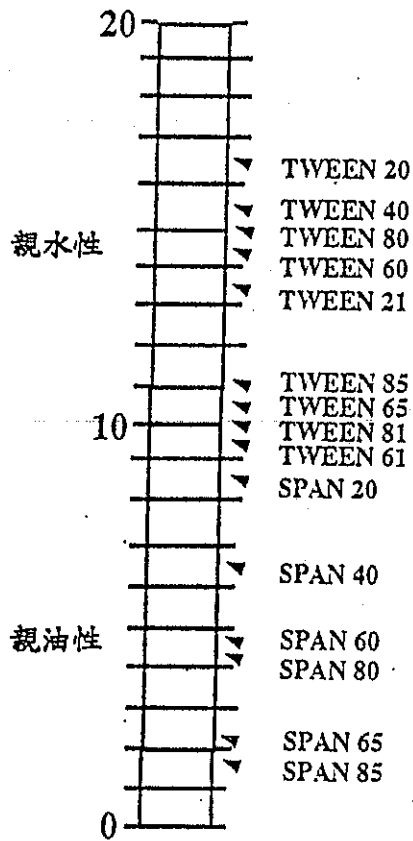 20
TWEEN 20
TWEEN 40
親水性
TWEEN 80
TWEEN 60
TWEEN 21
TWEEN 85
TWEEN 65
10
TWEEN 81
TWEEN 61
SPAN 20
SPAN 40
親油性
SPAN 60
SPAN 80
SPAN 65
SPAN 85
0